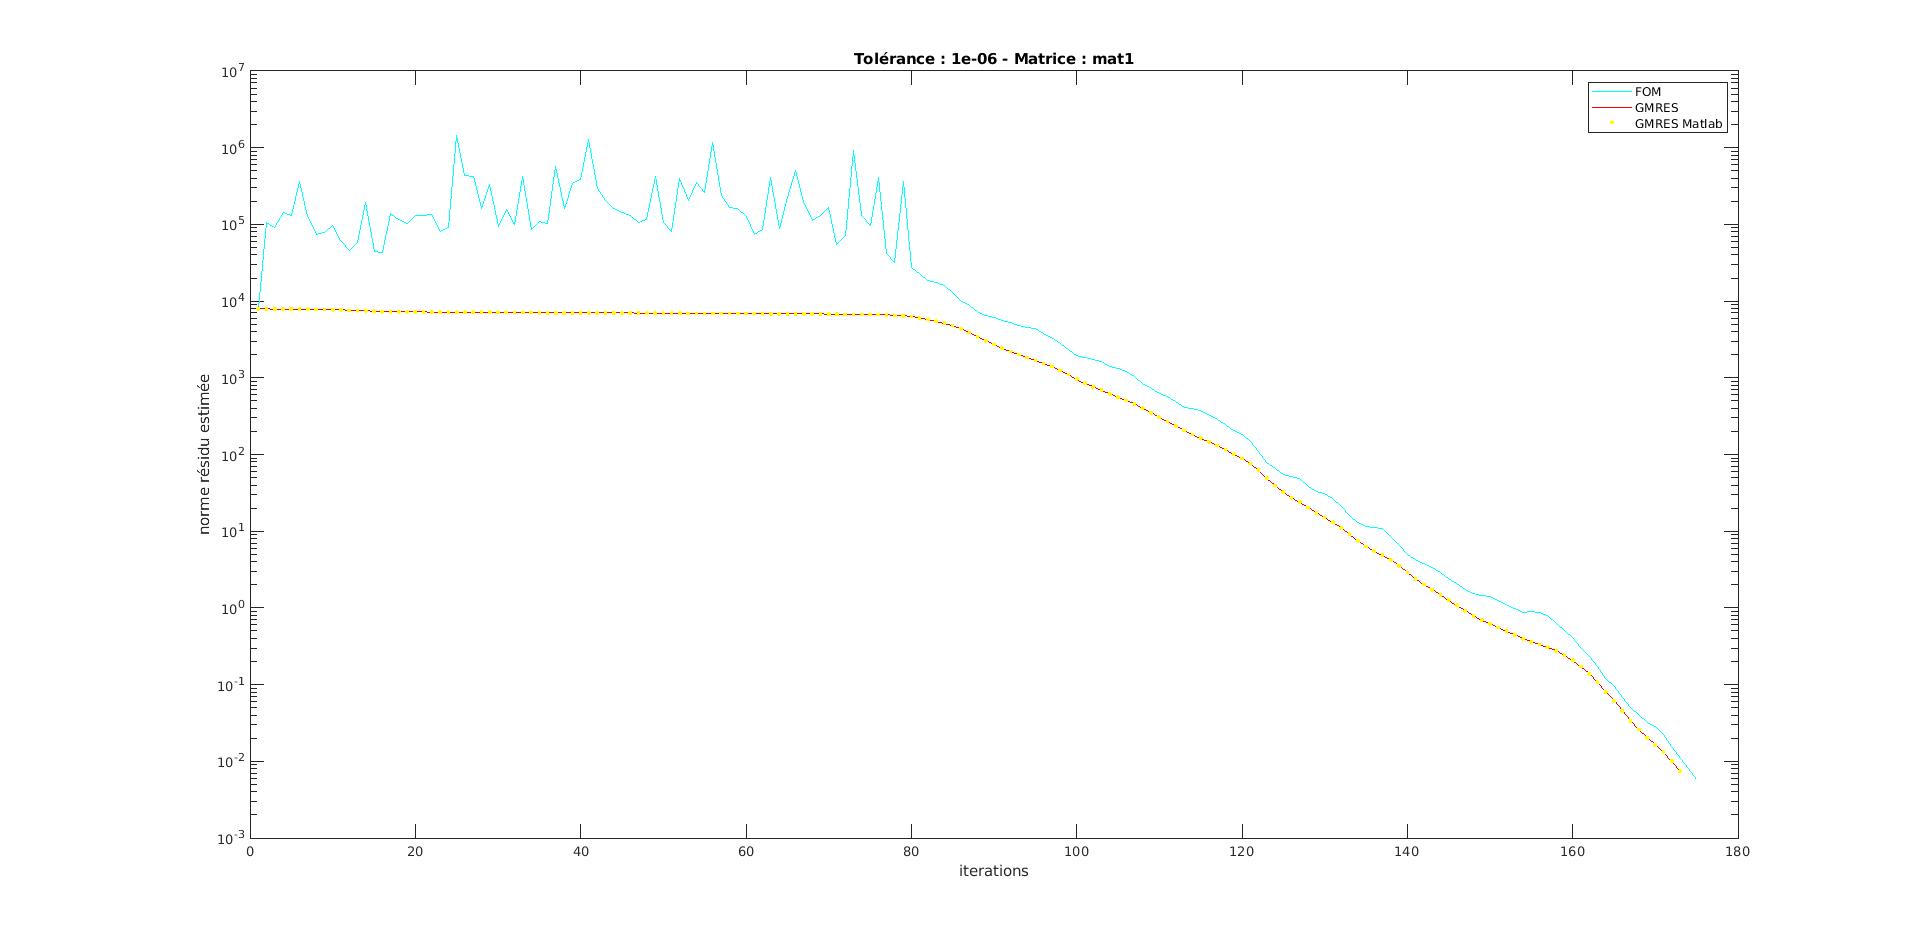 Tolérance : 1e-06 - Matrice : mat1
FOM
GMRES
GMRES Matlab
norme résidu estimée
10^7
10^6
10^5
10^4
10^3
10^2
10^1
10^0
10^-1
10^-2
10^-3
0 20 40 60 80 100 120 140 160 180
iterations